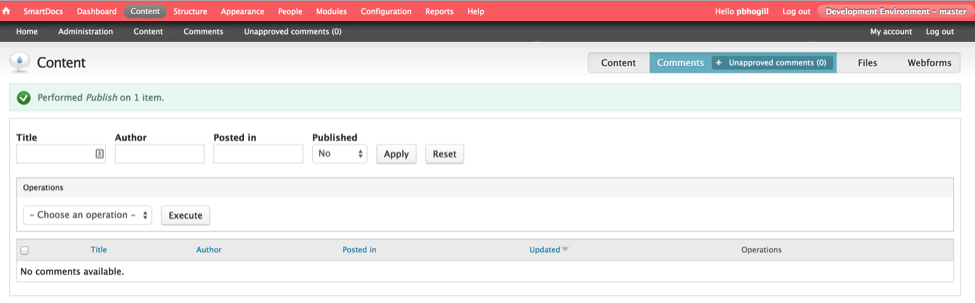 SmartDocs Dashboard Content Structure Appearance People Modules Configuration Reports Help Hello pbhogill Log out Development Environment - master
Home Administration Content Comments Unapproved comments (0) My account Log out
Content Content Comments + Unapproved comments (0) Files Webforms
Performed Publish on 1 item.
Title Author Posted in Published
No Apply Reset
Operations
- Choose an operation - Execute
Title Author Posted in Updated Operations
No comments available.